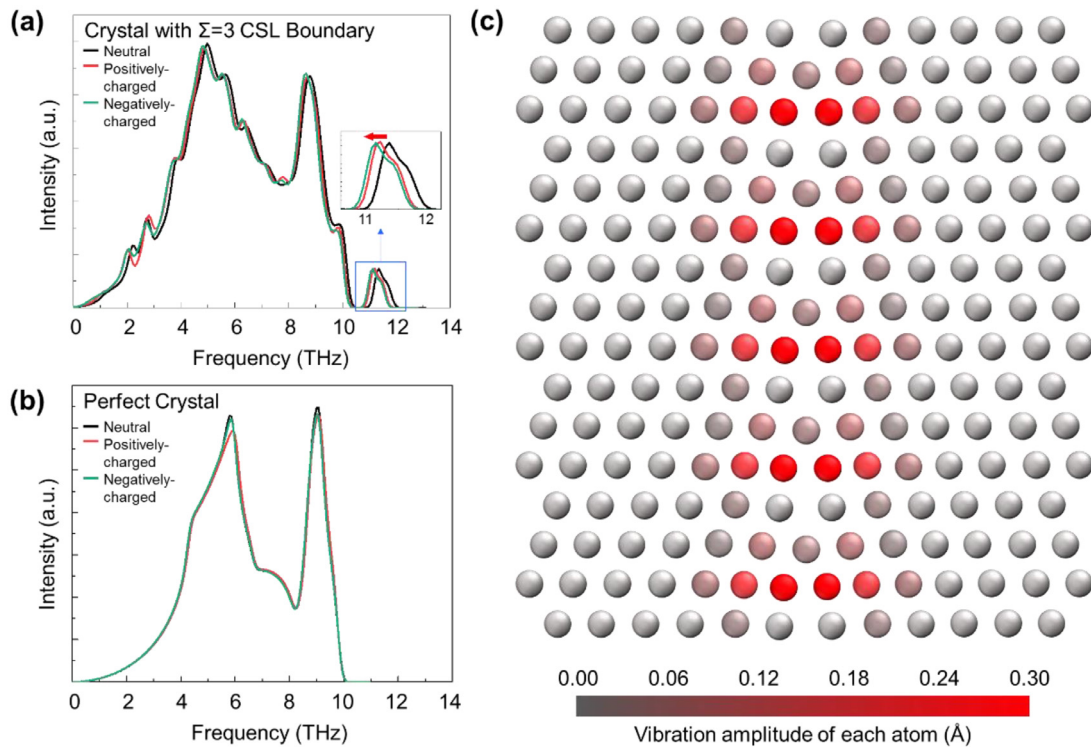 (a)
Crystal with Σ=3 CSL Boundary
Neutral
Positively-
charged
Negatively-
charged
Intensity (a.u.)
11
12
0
2
4
6
8
10
12
14
Frequency (THz)
(b)
Perfect Crystal
Neutral
Positively-
charged
Negatively-
charged
Intensity (a.u.)
0
2
4
6
8
10
12
14
Frequency (THz)
(c)
0.00
0.06
0.12
0.18
0.24
0.30
Vibration amplitude of each atom (Å)